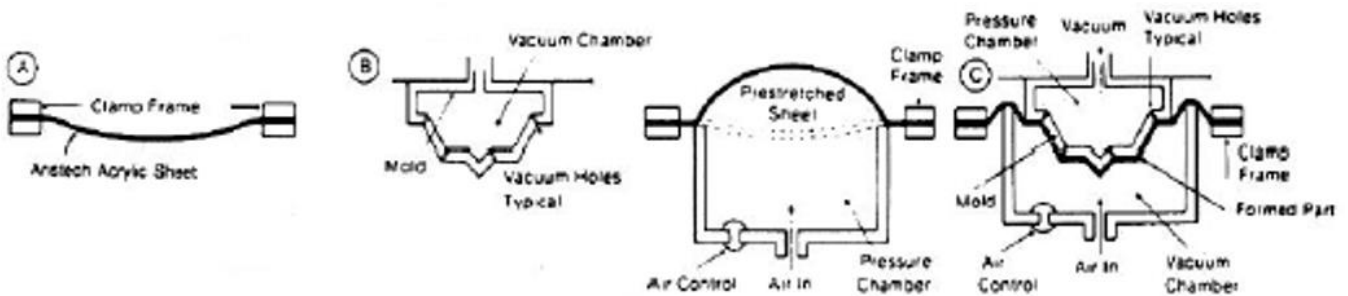 A
Clamp Frame
Aristech Acrylic Sheet
B
Vacuum Chamber
Mold
Vacuum Holes
Typical
Prestretched
Sheet
Clamp
Frame
Air Control
Air In
Pressure
Chamber
C
Pressure
Chamber
Vacuum
Vacuum Holes
Typical
Clamp
Frame
Mold
Formed Part
Air
Control
Air In
Vacuum
Chamber